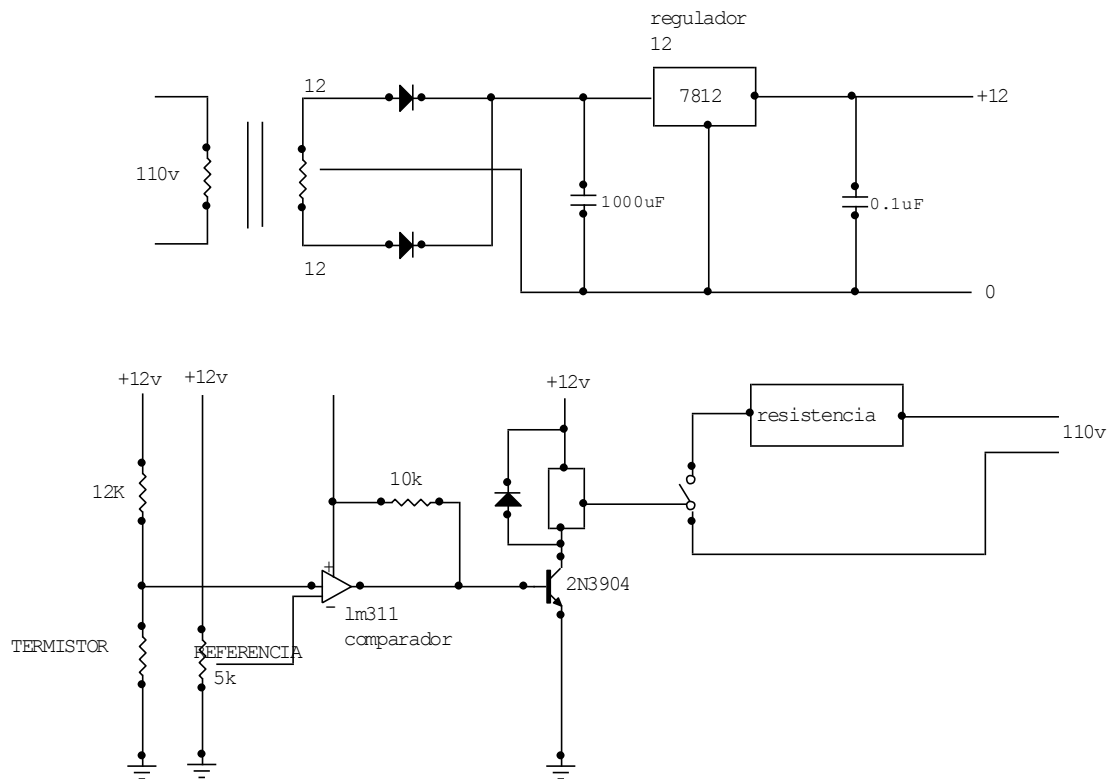 regulador
12
12
7812
+12
110v
1000uF
0.1uF
12
0
+12v
+12v
+12v
resistencia
110v
10k
12K
+
2N3904
-
lm311
comparador
TERMISTOR
REFERENCIA
5k